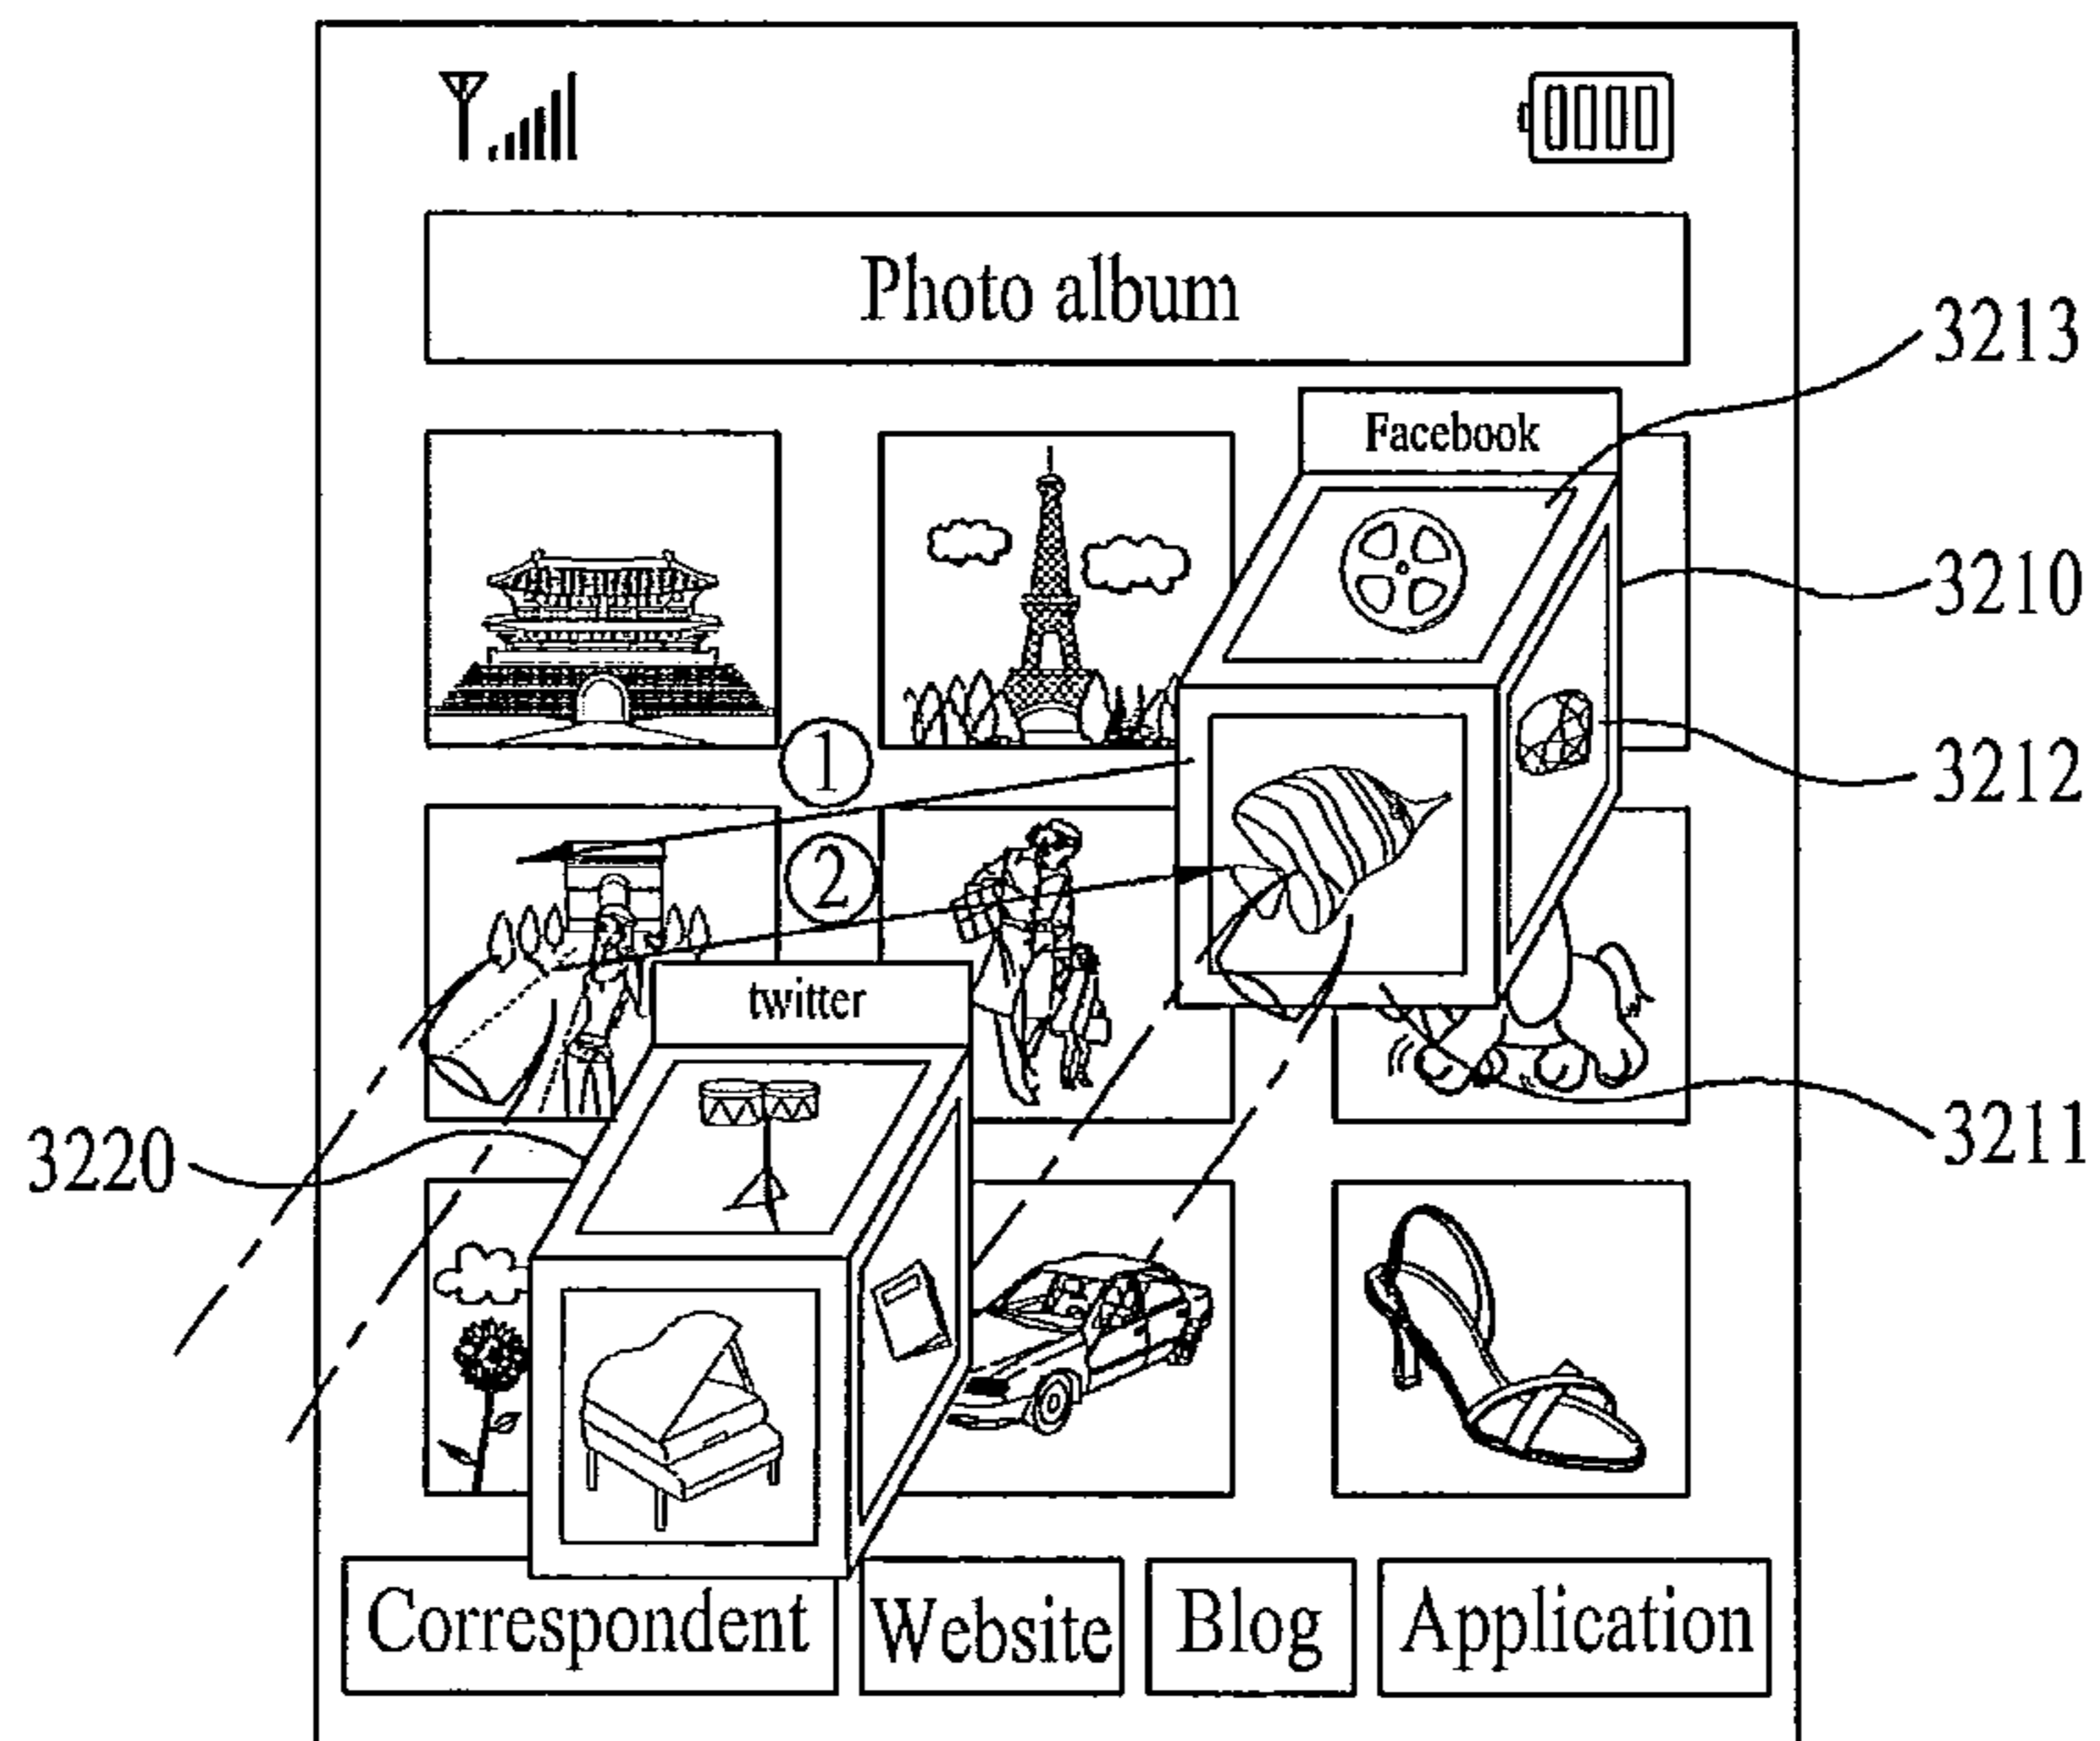 Photo album
3213
Facebook
3210
3212
1
2
twitter
3220
3211
Correspondent
Website
Blog
Application